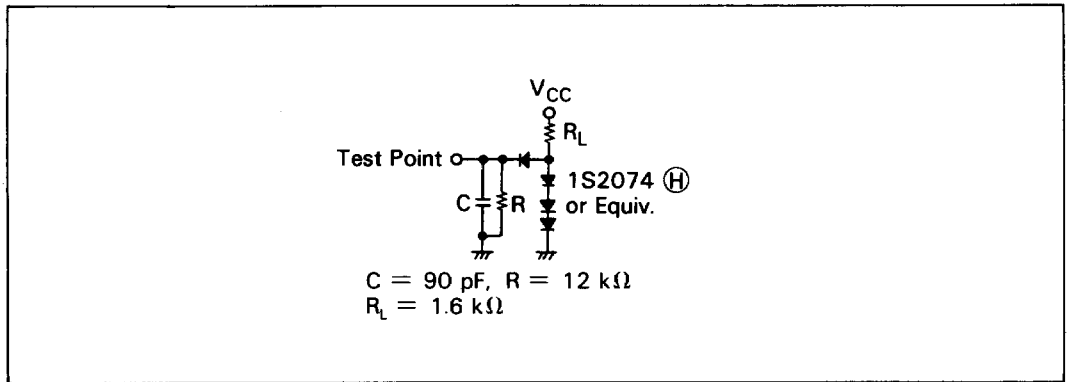 V_CC
R_L
Test Point
1S2074 Ⓗ
or Equiv.
C
R
C = 90 pF, R = 12 kΩ
R_L = 1.6 kΩ